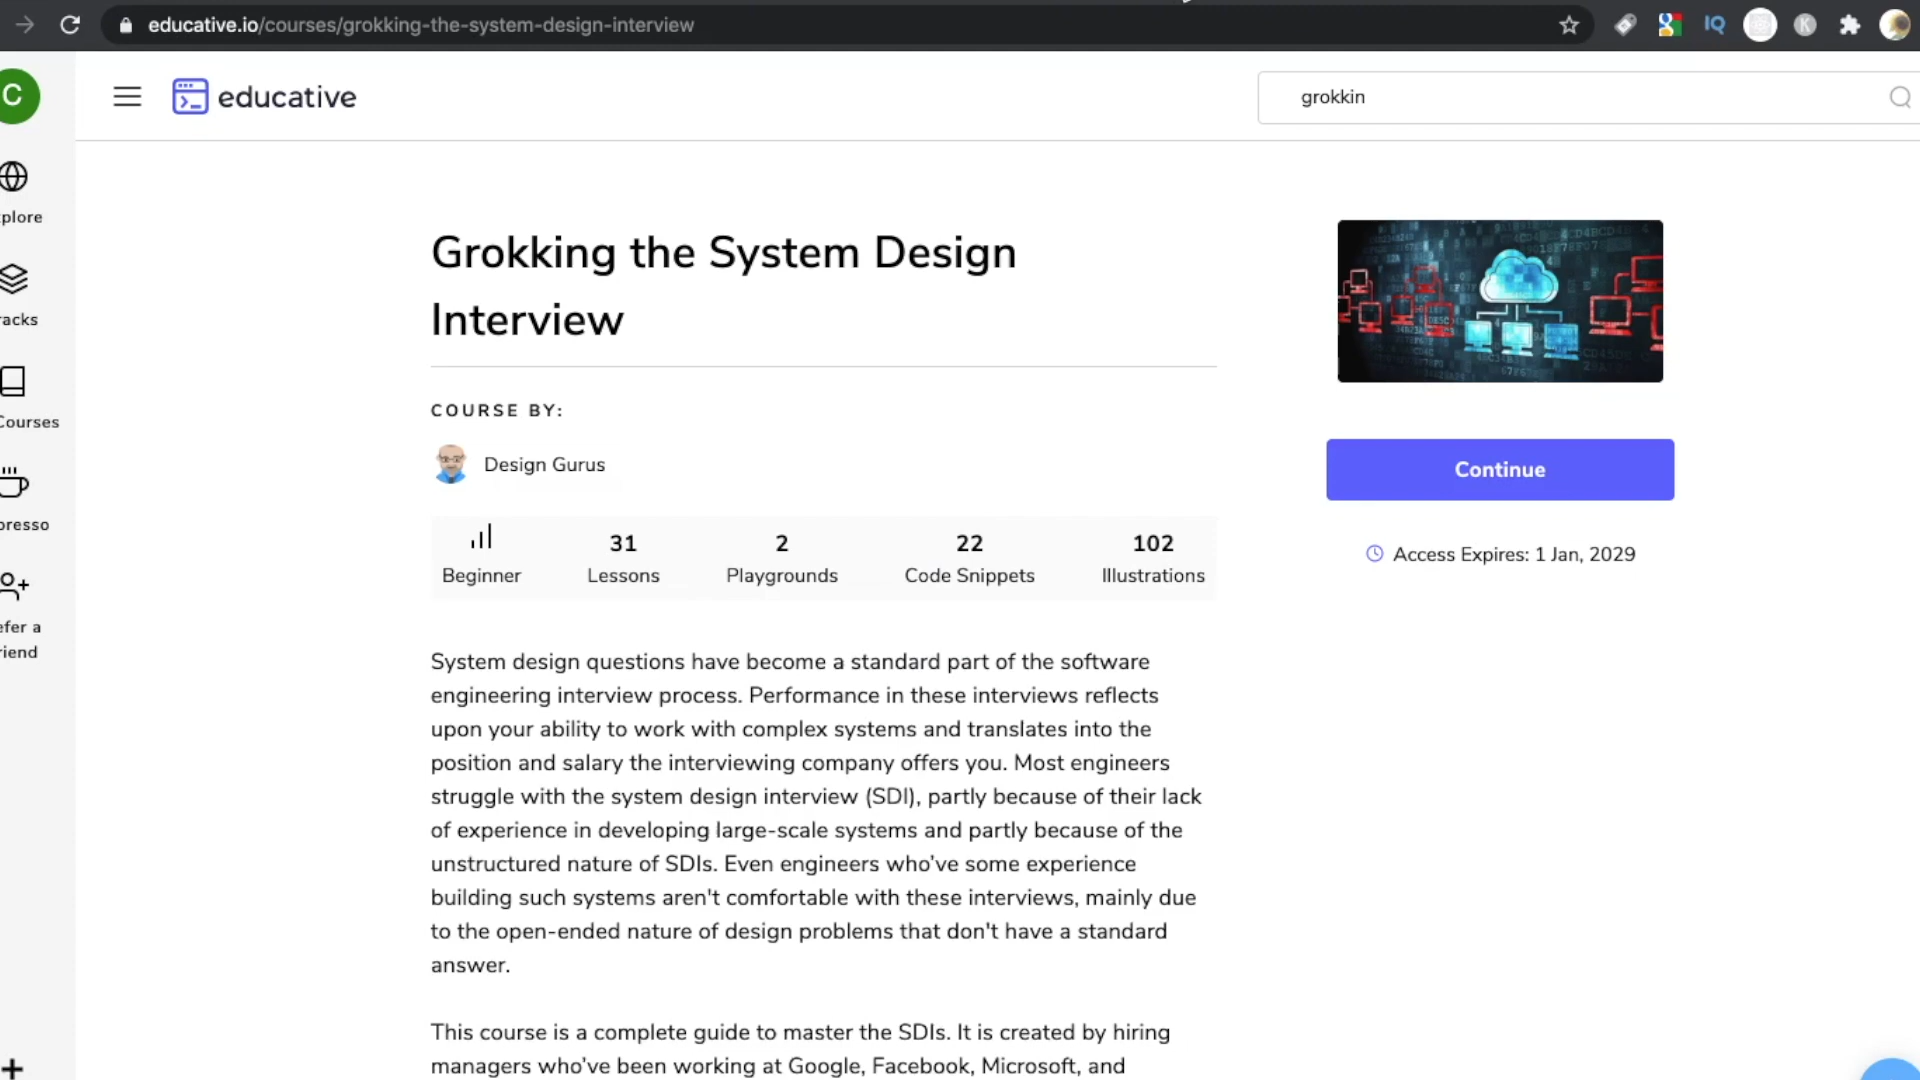 educative.io/courses/grokking-the-system-design-interview
IQ
K
C
educative
grokkin
plore
racks
Courses
presso
efer a
riend
Grokking the System Design
Interview
COURSE BY:
Design Gurus
31
2
22
102
Beginner
Lessons
Playgrounds
Code Snippets
Illustrations
Continue
Access Expires: 1 Jan, 2029
System design questions have become a standard part of the software
engineering interview process. Performance in these interviews reflects
upon your ability to work with complex systems and translates into the
position and salary the interviewing company offers you. Most engineers
struggle with the system design interview (SDI), partly because of their lack
of experience in developing large-scale systems and partly because of the
unstructured nature of SDIs. Even engineers who've some experience
building such systems aren't comfortable with these interviews, mainly due
to the open-ended nature of design problems that don't have a standard
answer.
This course is a complete guide to master the SDIs. It is created by hiring
managers who've been working at Google, Facebook, Microsoft, and